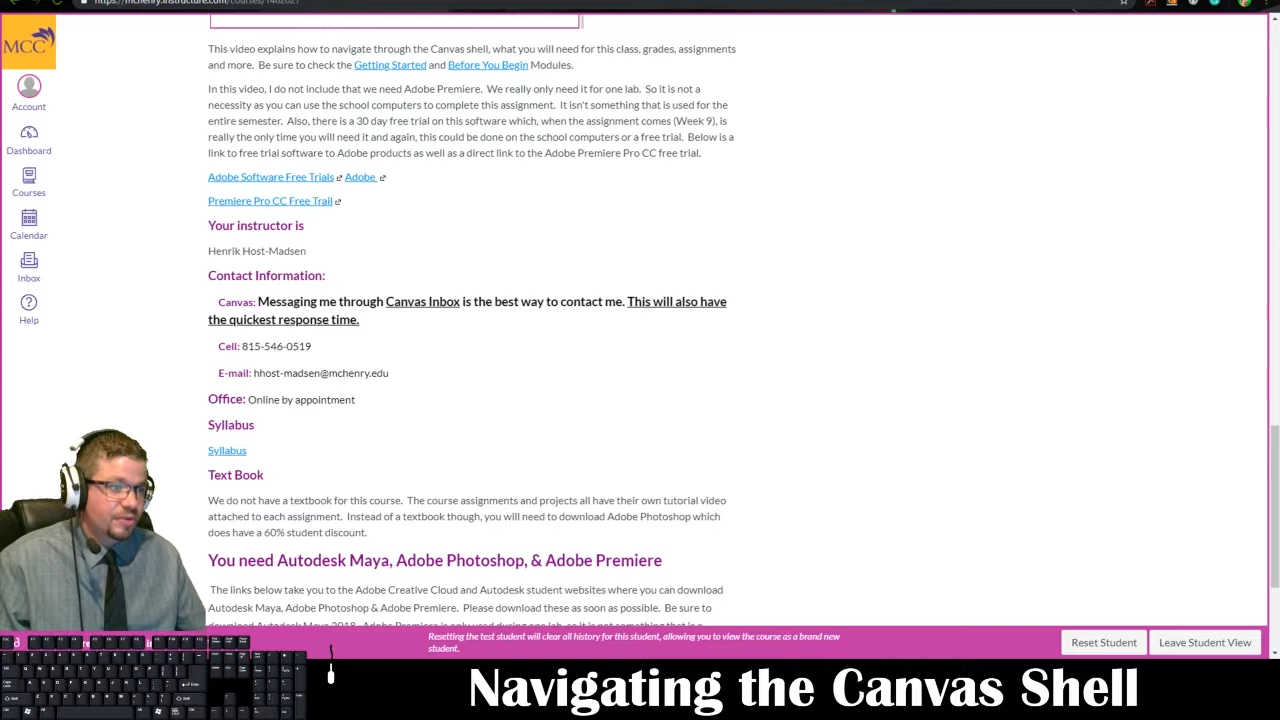 https://mchenry.instructure.com/courses/1462027
MCC
Account
Dashboard
Courses
Calendar
Inbox
Help
This video explains how to navigate through the Canvas shell, what you will need for this class, grades, assignments
and more. Be sure to check the Getting Started and Before You Begin Modules.
In this video, I do not include that we need Adobe Premiere. We really only need it for one lab. So it is not a
necessity as you can use the school computers to complete this assignment. It isn't something that is used for the
entire semester. Also, there is a 30 day free trial on this software which, when the assignment comes (Week 9), is
really the only time you will need it and again, this could be done on the school computers or a free trial. Below is a
link to free trial software to Adobe products as well as a direct link to the Adobe Premiere Pro CC free trial.
Adobe Software Free Trials Adobe
Premiere Pro CC Free Trail
Your instructor is
Henrik Host-Madsen
Contact Information:
Canvas: Messaging me through Canvas Inbox is the best way to contact me. This will also have
the quickest response time.
Cell: 815-546-0519
E-mail: hhost-madsen@mchenry.edu
Office: Online by appointment
Syllabus
Syllabus
Text Book
We do not have a textbook for this course. The course assignments and projects all have their own tutorial video
attached to each assignment. Instead of a textbook though, you will need to download Adobe Photoshop which
does have a 60% student discount.
You need Autodesk Maya, Adobe Photoshop, & Adobe Premiere
The links below take you to the Adobe Creative Cloud and Autodesk student websites where you can download
Autodesk Maya, Adobe Photoshop & Adobe Premiere. Please download these as soon as possible. Be sure to
Resetting the test student will clear all history for this student, allowing you to view the course as a brand new
student.
Reset Student
Leave Student View
Navigating the Canvas Shell